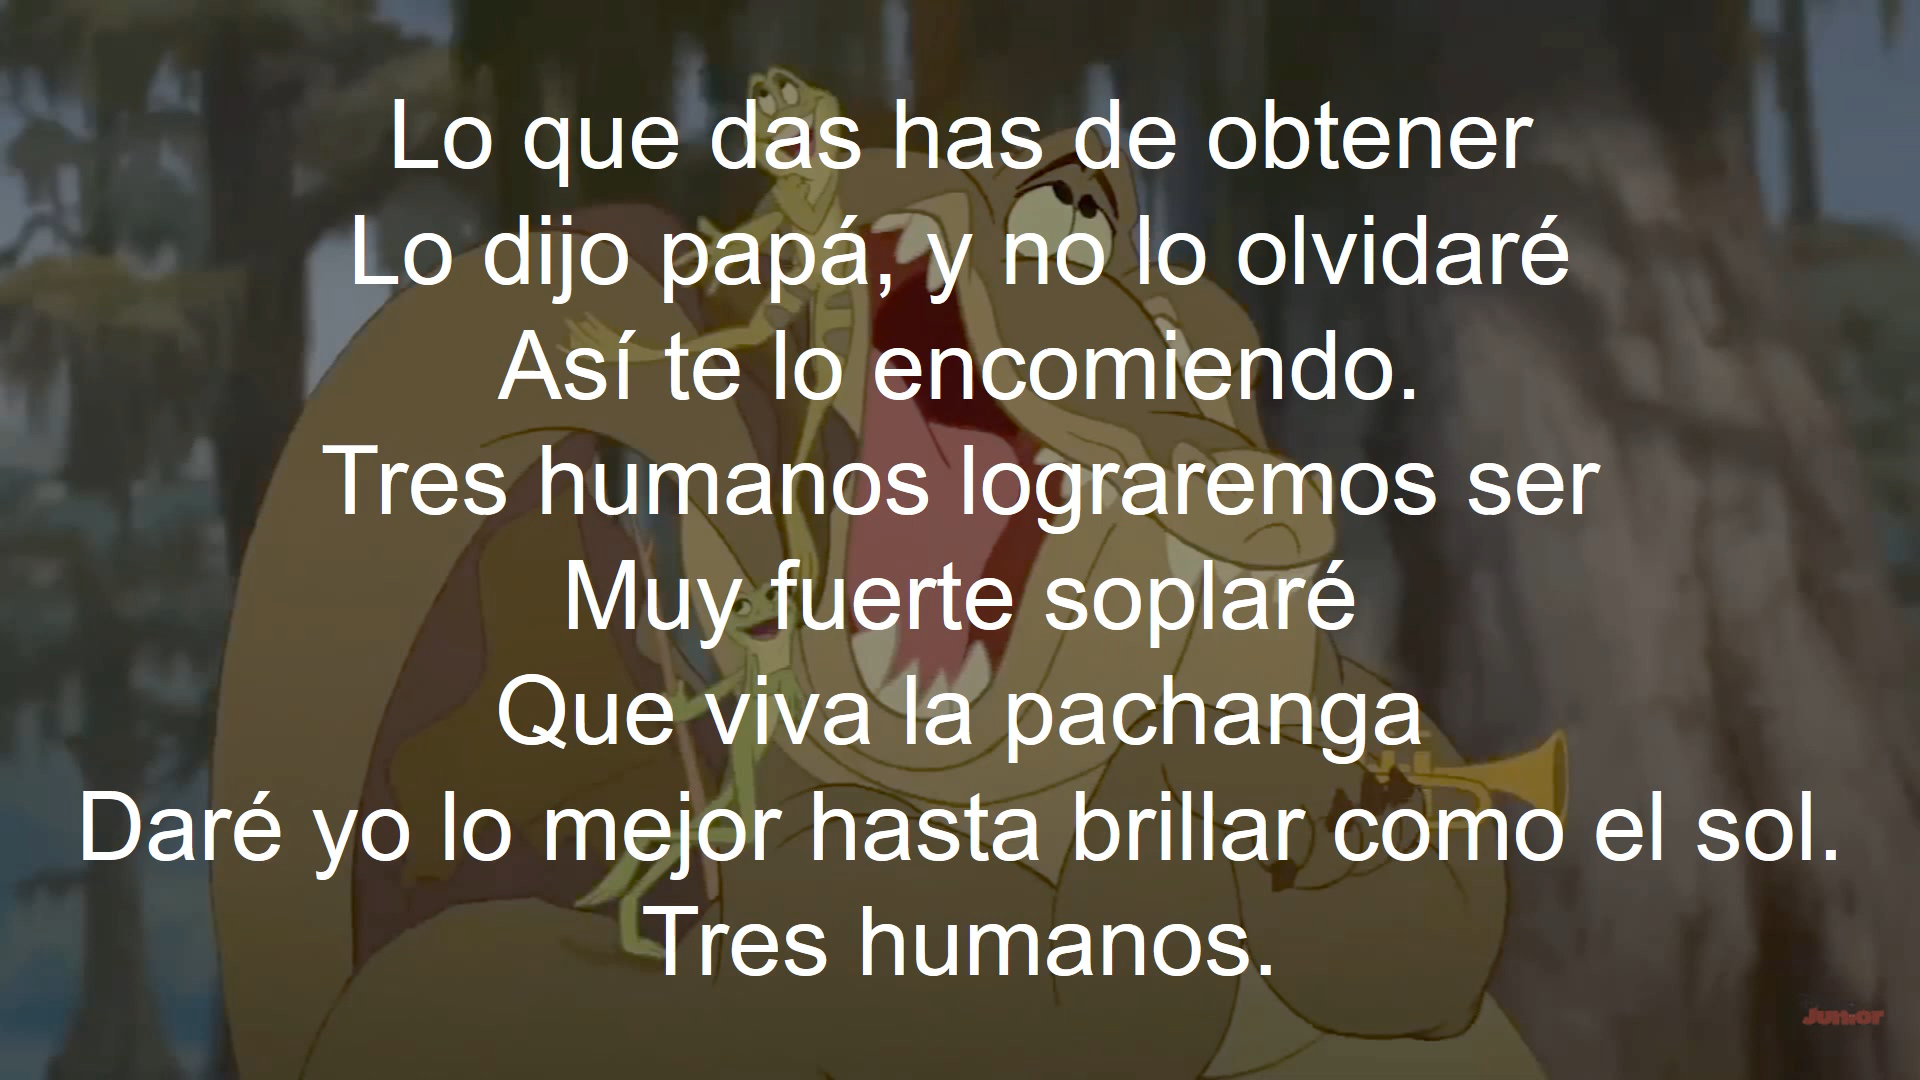 Lo que das has de obtener
Lo dijo papá, y no lo olvidaré
Así te lo encomiendo.
Tres humanos lograremos ser
Muy fuerte soplaré
Que viva la pachanga
Daré yo lo mejor hasta brillar como el sol.
Tres humanos.
Junior